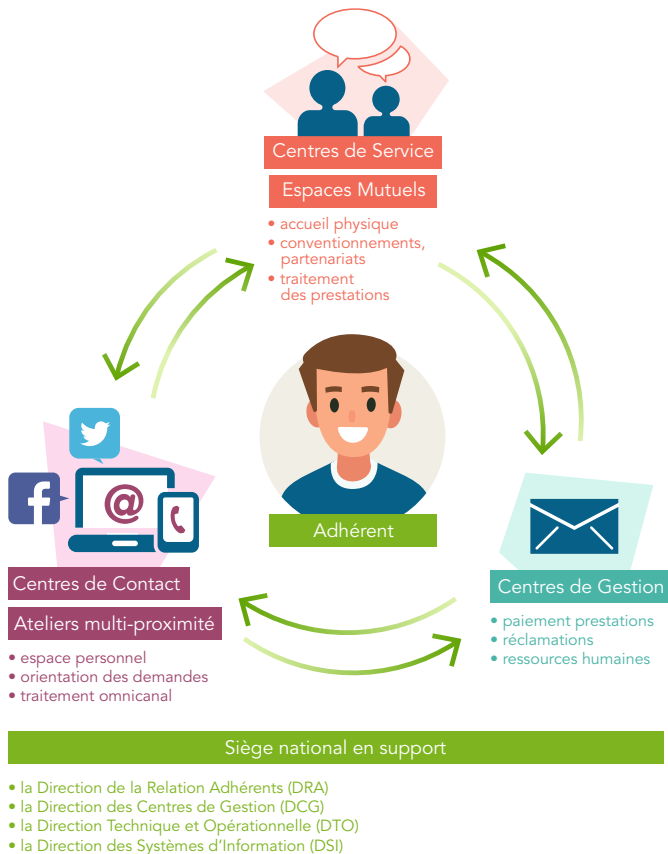 Centres de Service
Espaces Mutuels
• accueil physique
• conventionnements,
partenariats
• traitement
des prestations
Adhérent
@
Centres de Contact
Ateliers multi-proximité
• espace personnel
• orientation des demandes
• traitement omnicanal
Centres de Gestion
• paiement prestations
• réclamations
• ressources humaines
Siège national en support
• la Direction de la Relation Adhérents (DRA)
• la Direction des Centres de Gestion (DCG)
• la Direction Technique et Opérationnelle (DTO)
• la Direction des Systèmes d'Information (DSI)